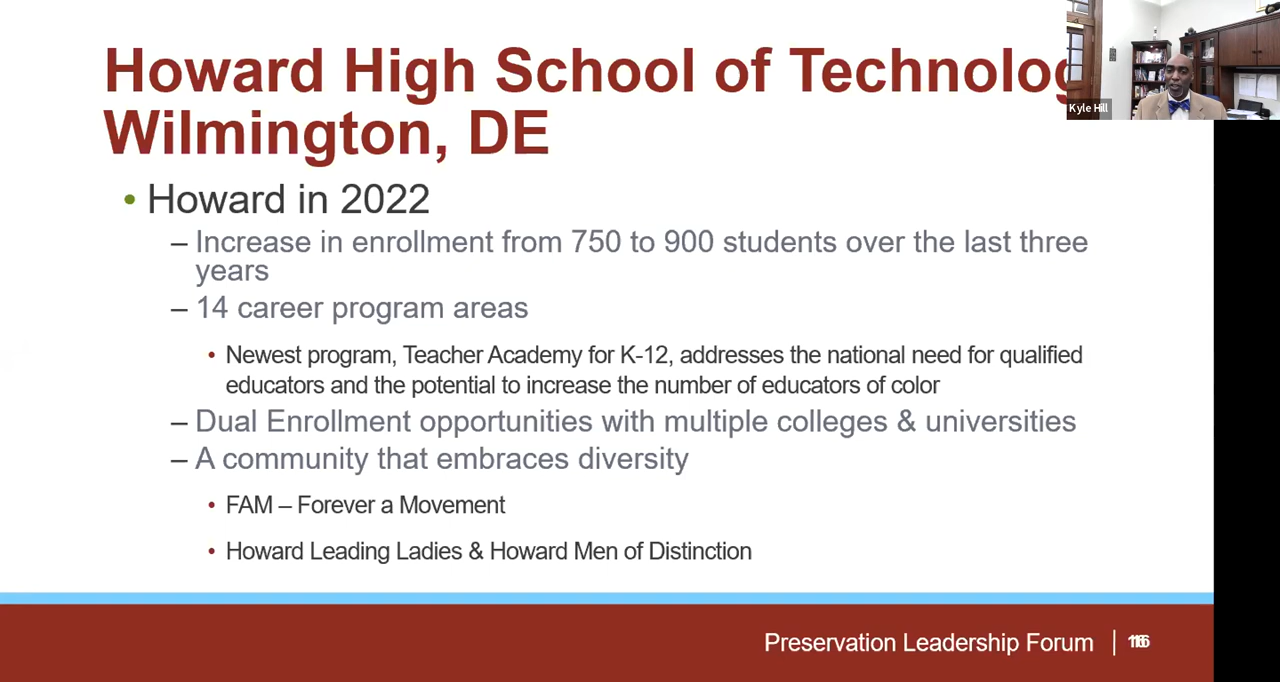 Howard High School of Technolog
Wilmington, DE
Kyle Hill
• Howard in 2022
– Increase in enrollment from 750 to 900 students over the last three
years
– 14 career program areas
• Newest program, Teacher Academy for K-12, addresses the national need for qualified
educators and the potential to increase the number of educators of color
– Dual Enrollment opportunities with multiple colleges & universities
– A community that embraces diversity
• FAM – Forever a Movement
• Howard Leading Ladies & Howard Men of Distinction
Preservation Leadership Forum |